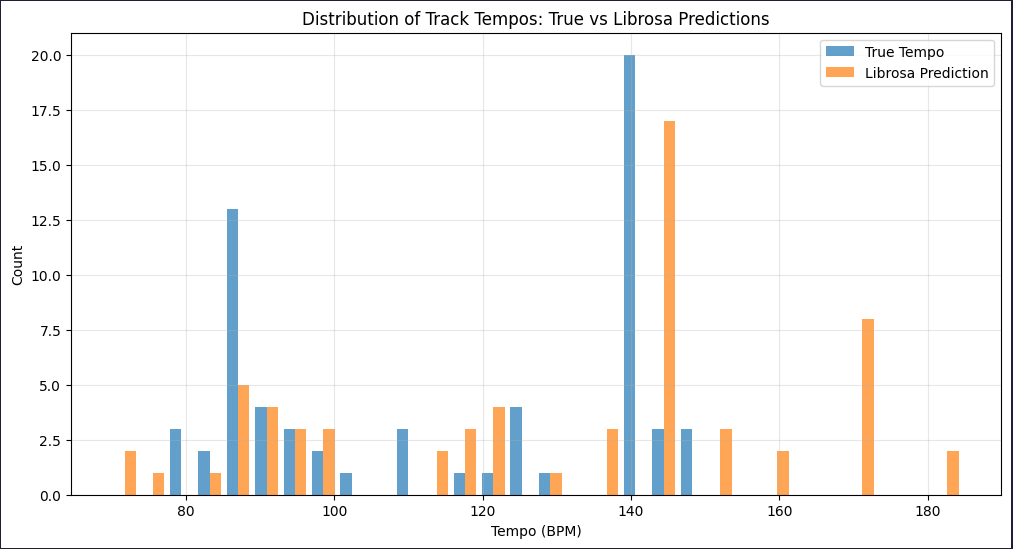 Distribution of Track Tempos: True vs Librosa Predictions
True Tempo
Librosa Prediction
20.0
17.5
15.0
12.5
10.0
7.5
5.0
2.5
0.0
Count
80 100 120 140 160 180
Tempo (BPM)